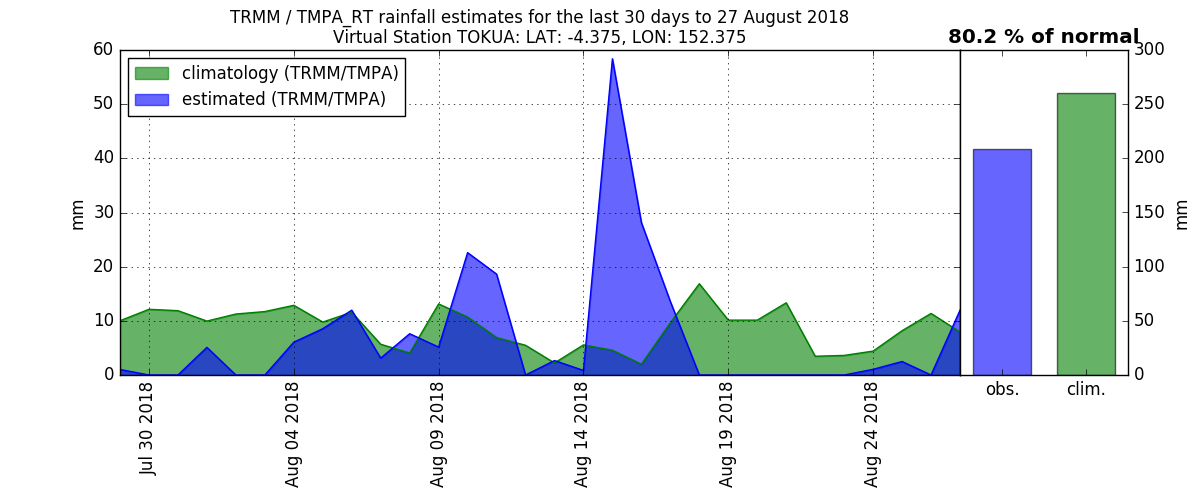 TRMM / TMPA_RT rainfall estimates for the last 30 days to 27 August 2018
Virtual Station TOKUA: LAT: -4.375, LON: 152.375
80.2 % of normal
climatology (TRMM/TMPA)
estimated (TRMM/TMPA)
60
50
40
30
20
10
0
mm
Jul 30 2018
Aug 04 2018
Aug 09 2018
Aug 14 2018
Aug 19 2018
Aug 24 2018
300
250
200
150
100
50
0
mm
obs.
clim.